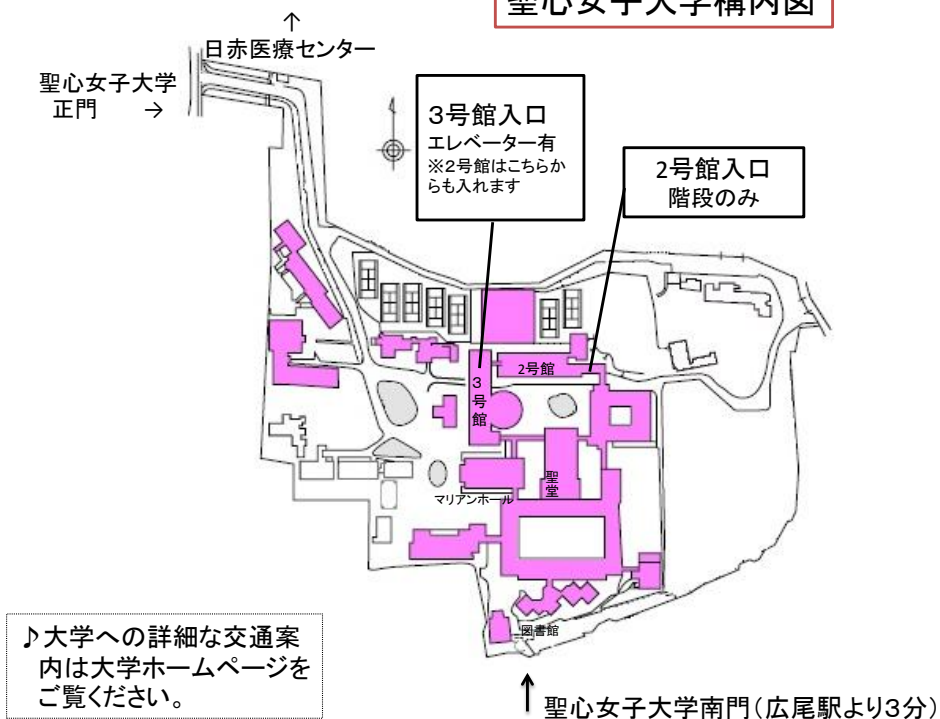 聖心女子大学構内図
↑
日赤医療センター
聖心女子大学
正門 →
3号館入口
エレベーター有
※2号館はこちらか
らも入れます
2号館入口
階段のみ
2号館
3号館
聖堂
マリアンホール
図書館
♪大学への詳細な交通案
内は大学ホームページを
ご覧ください。
↑ 聖心女子大学南門(広尾駅より3分)